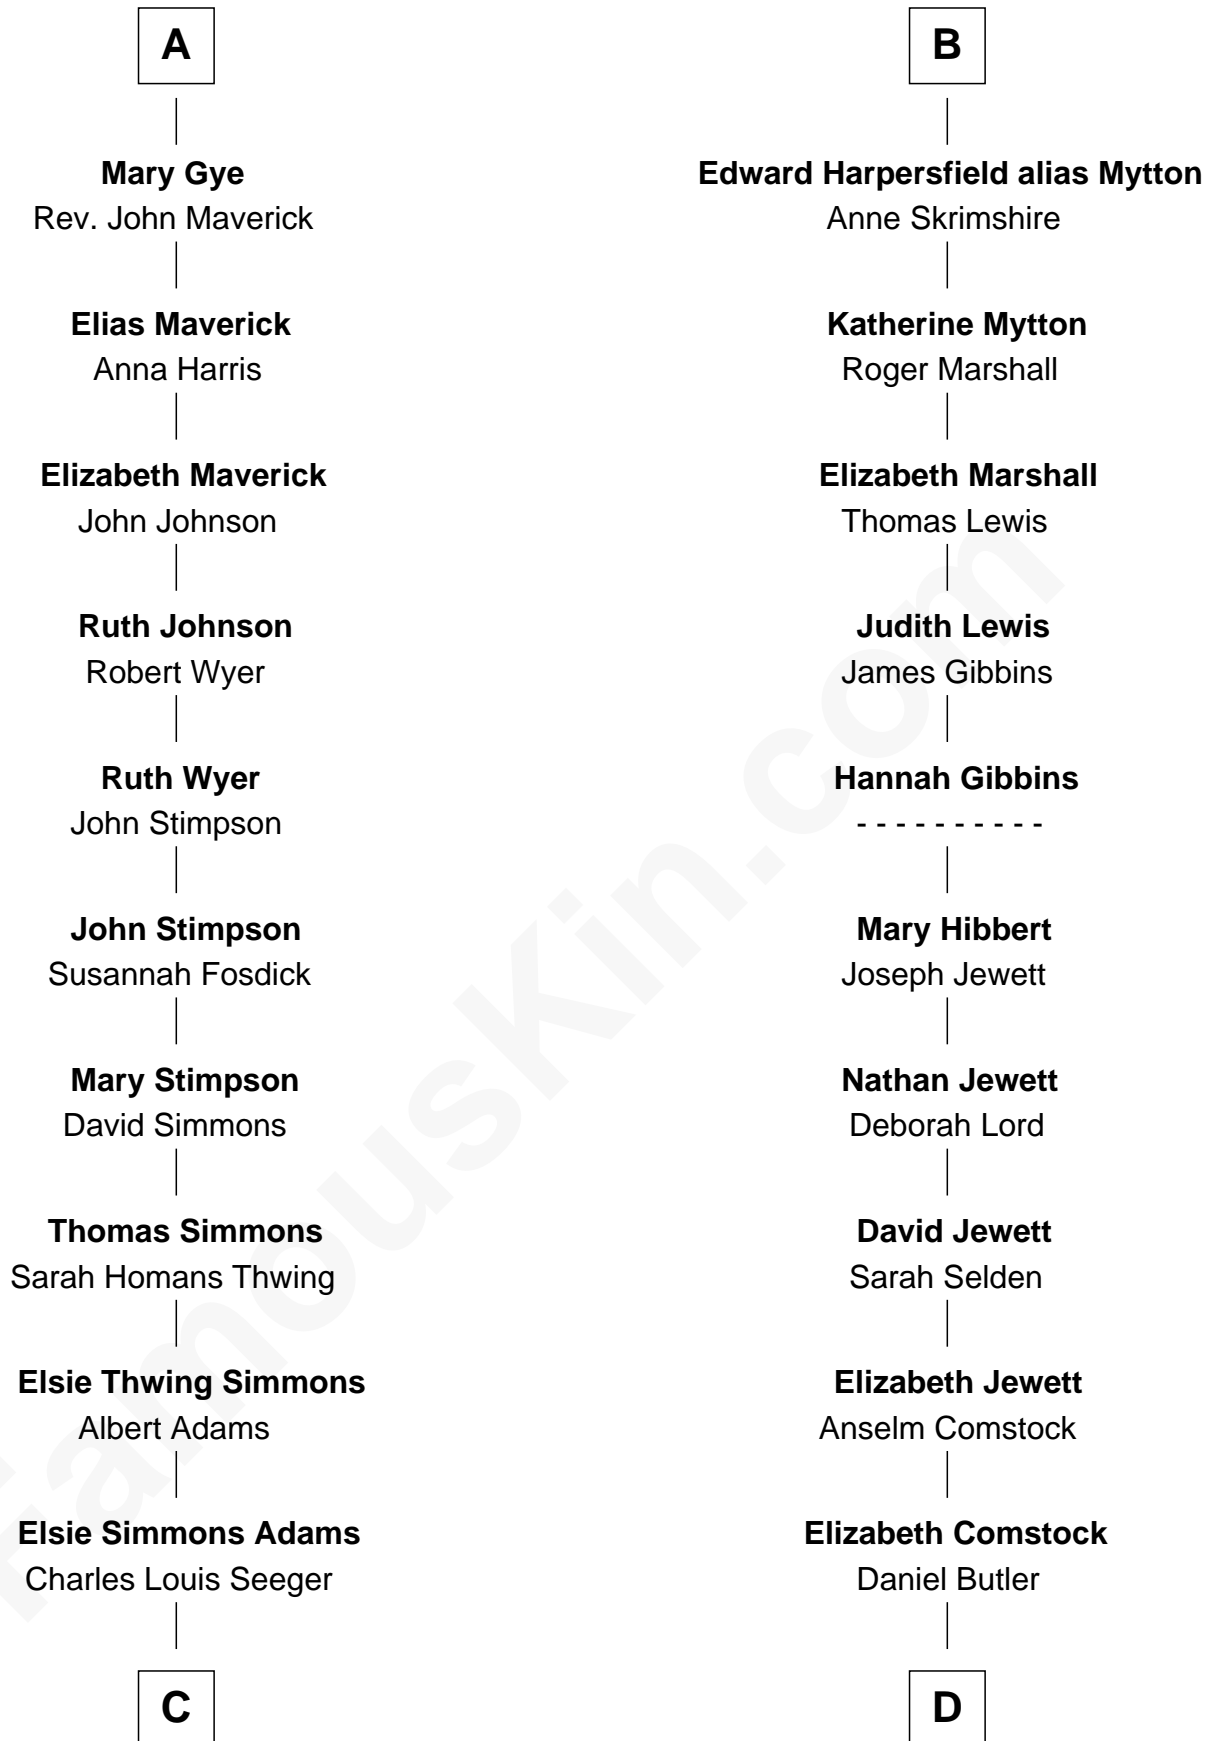 A
Mary Gye
Rev. John Maverick
Elias Maverick
Anna Harris
Elizabeth Maverick
John Johnson
Ruth Johnson
Robert Wyer
Ruth Wyer
John Stimpson
John Stimpson
Susannah Fosdick
Mary Stimpson
David Simmons
Thomas Simmons
Sarah Homans Thwing
Elsie Thwing Simmons
Albert Adams
Elsie Simmons Adams
Charles Louis Seeger
C
B
Edward Harpersfield alias Mytton
Anne Skrimshire
Katherine Mytton
Roger Marshall
Elizabeth Marshall
Thomas Lewis
Judith Lewis
James Gibbins
Hannah Gibbins
- - - - - - - - - -
Mary Hibbert
Joseph Jewett
Nathan Jewett
Deborah Lord
David Jewett
Sarah Selden
Elizabeth Jewett
Anselm Comstock
Elizabeth Comstock
Daniel Butler
D
FamousKin.com